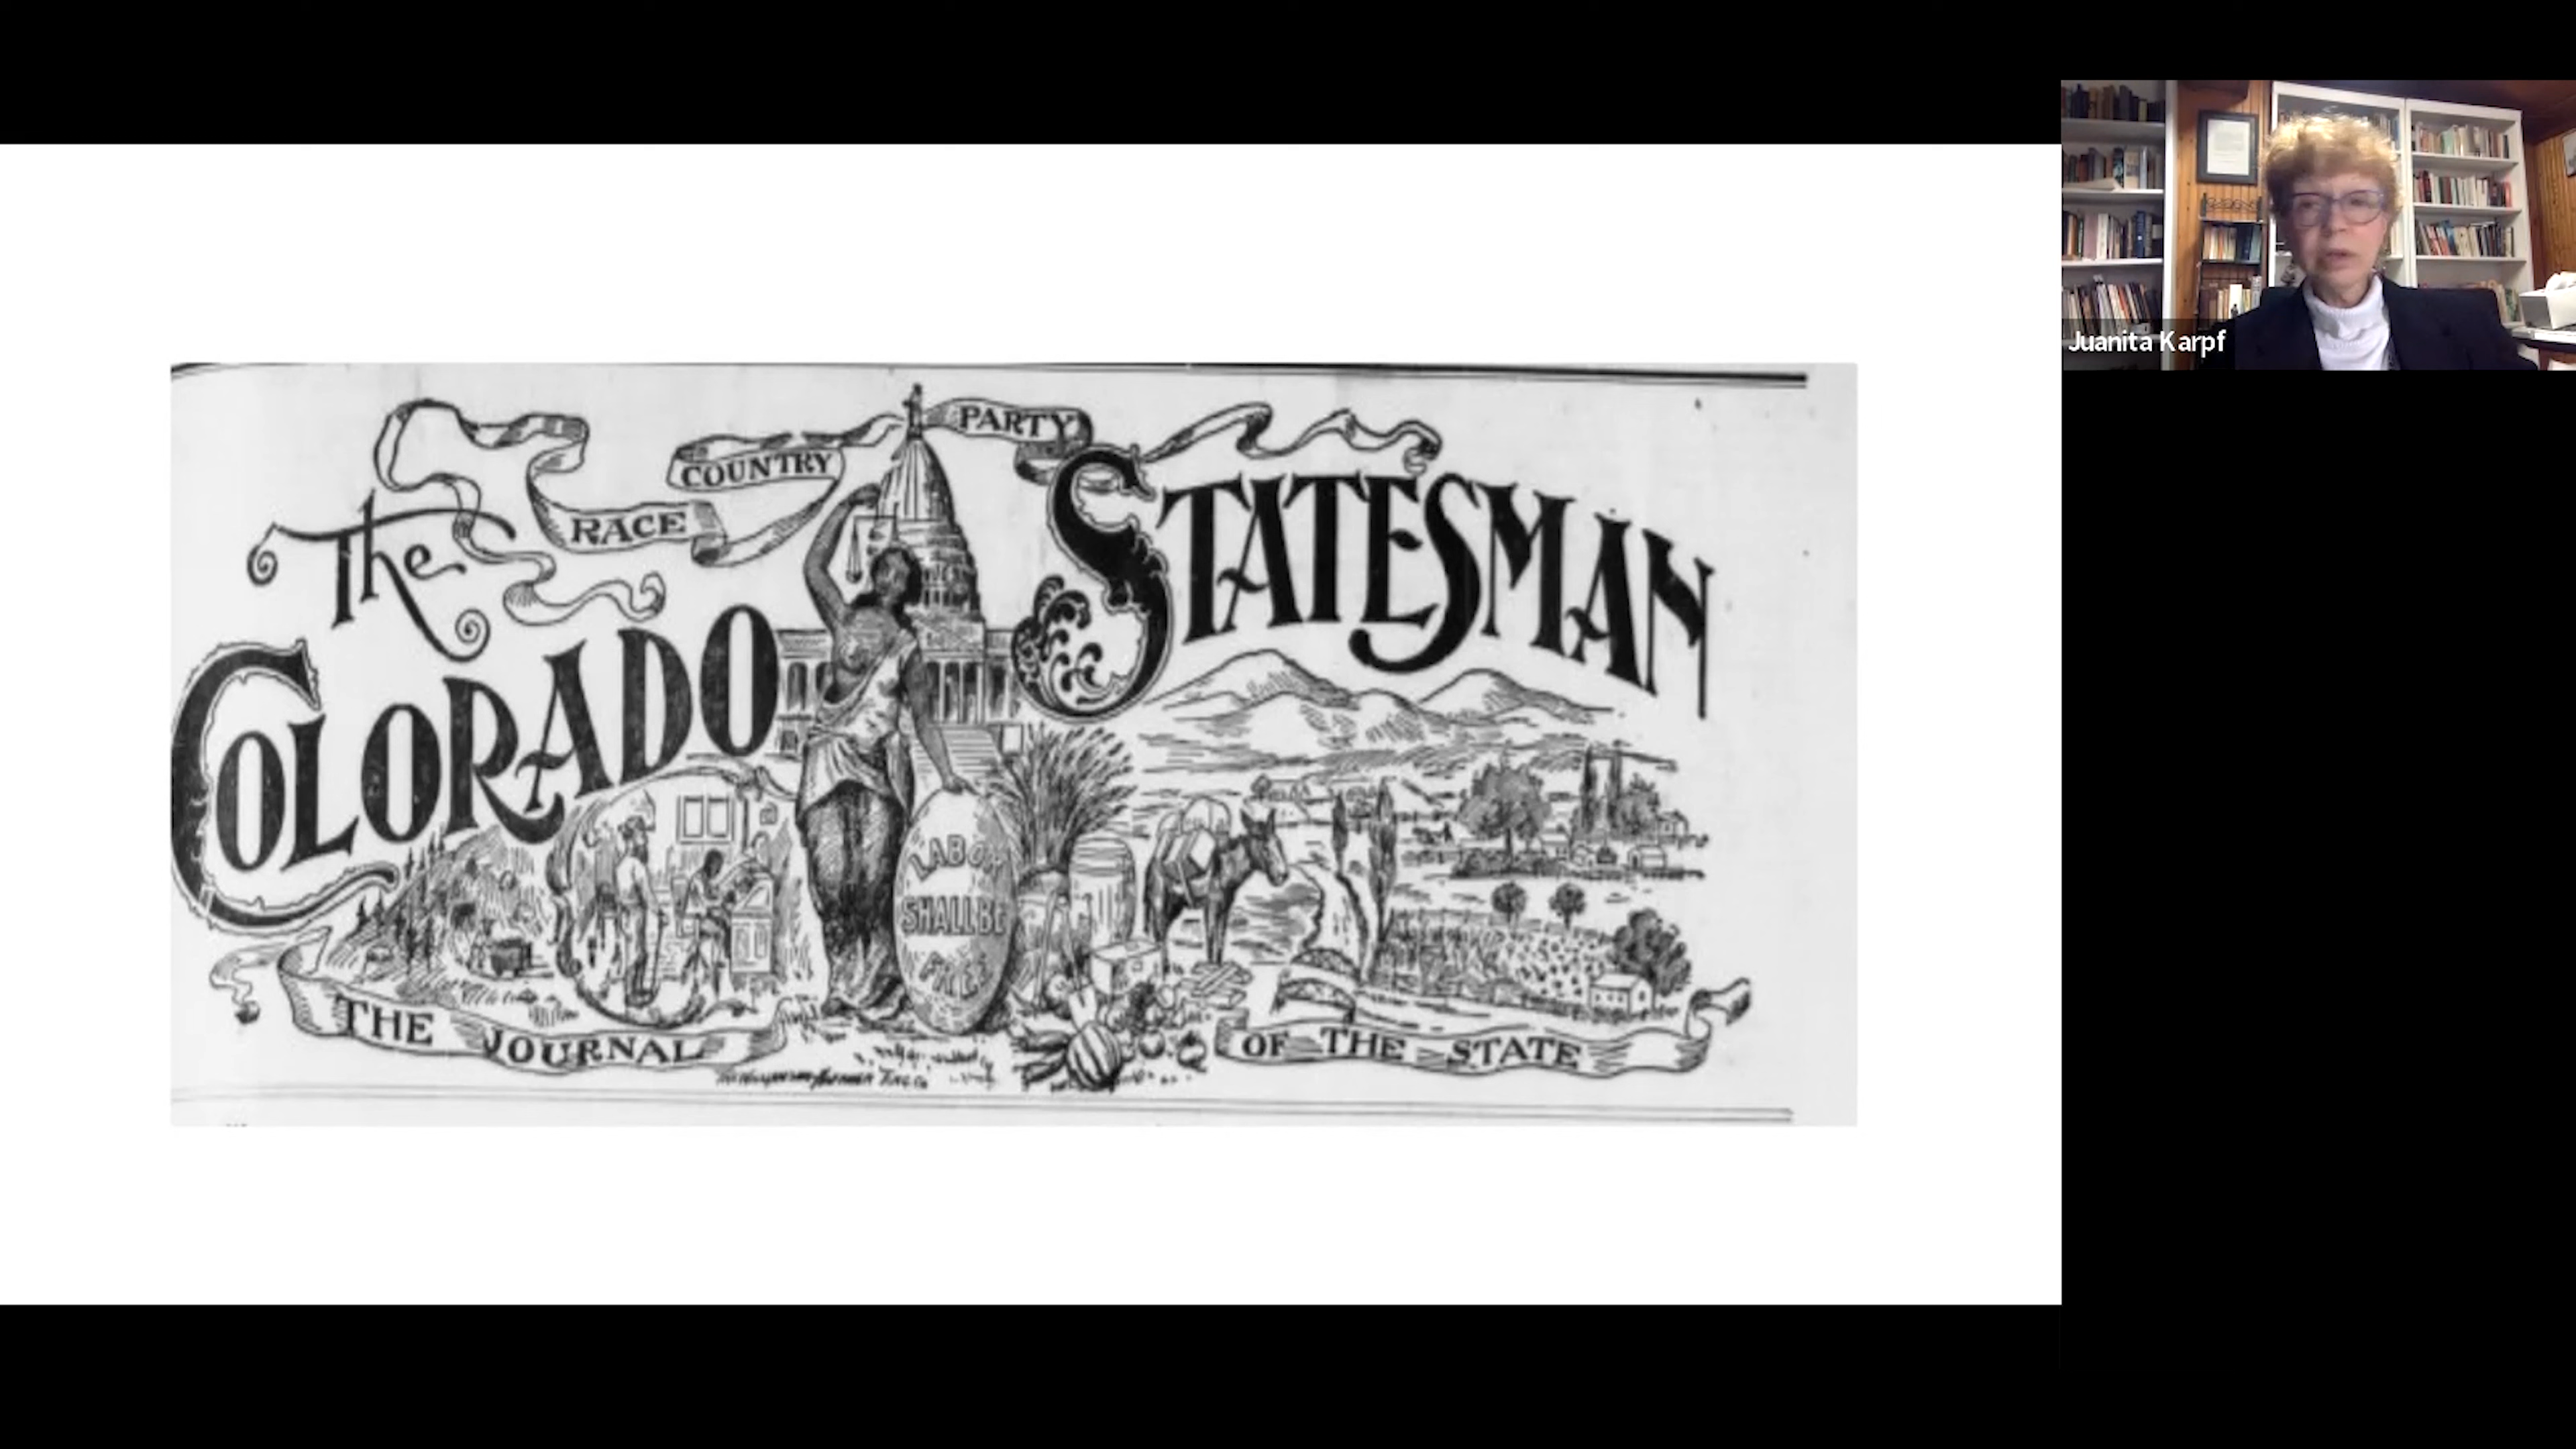 PARTY
COUNTRY
RACE
The
COLORADO
STATESMAN
LABOR
SHALL BE
FREE
THE JOURNAL
OF THE STATE
Juanita Karpf